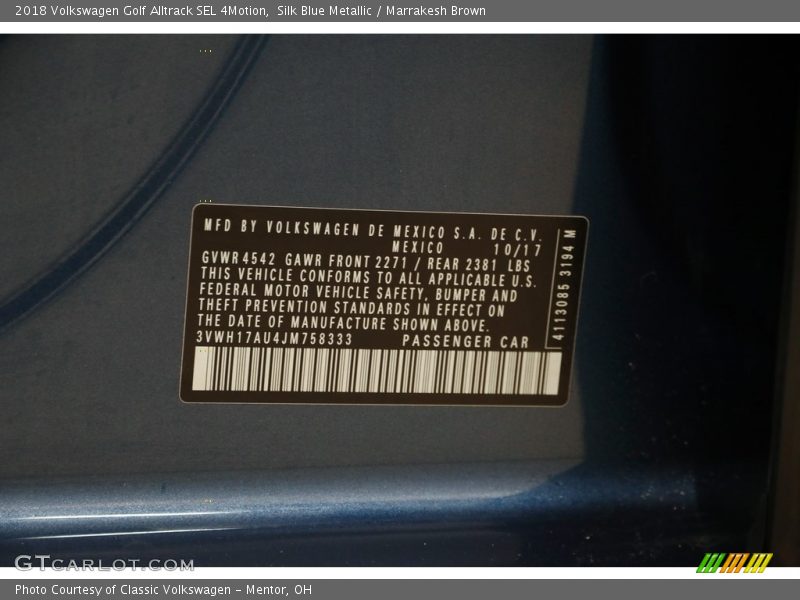 2018 Volkswagen Golf Alltrack SEL 4Motion,  Silk Blue Metallic / Marrakesh Brown
MFD BY VOLKSWAGEN DE MEXICO S.A. DE C.V.
MEXICO 10/17
GVWR 4542 GAWR FRONT 2271 / REAR 2381 LBS
THIS VEHICLE CONFORMS TO ALL APPLICABLE U.S.
FEDERAL MOTOR VEHICLE SAFETY, BUMPER AND
THEFT PREVENTION STANDARDS IN EFFECT ON
THE DATE OF MANUFACTURE SHOWN ABOVE.
3VWH17AU4JM758333 PASSENGER CAR
4113085 3194 M
GTCARLOT.COM
Photo Courtesy of Classic Volkswagen - Mentor, OH